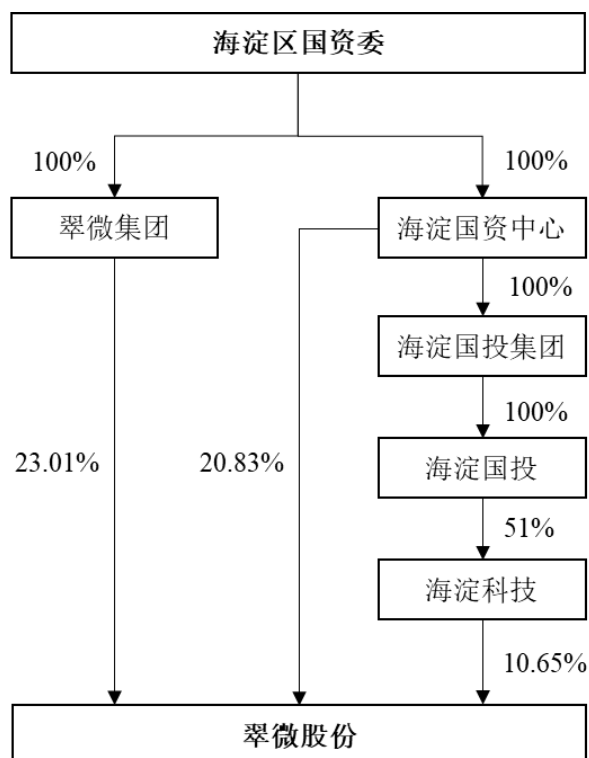 海淀区国资委
100%
100%
翠微集团
海淀国资中心
100%
海淀国投集团
100%
23.01%
20.83%
海淀国投
51%
海淀科技
10.65%
翠微股份